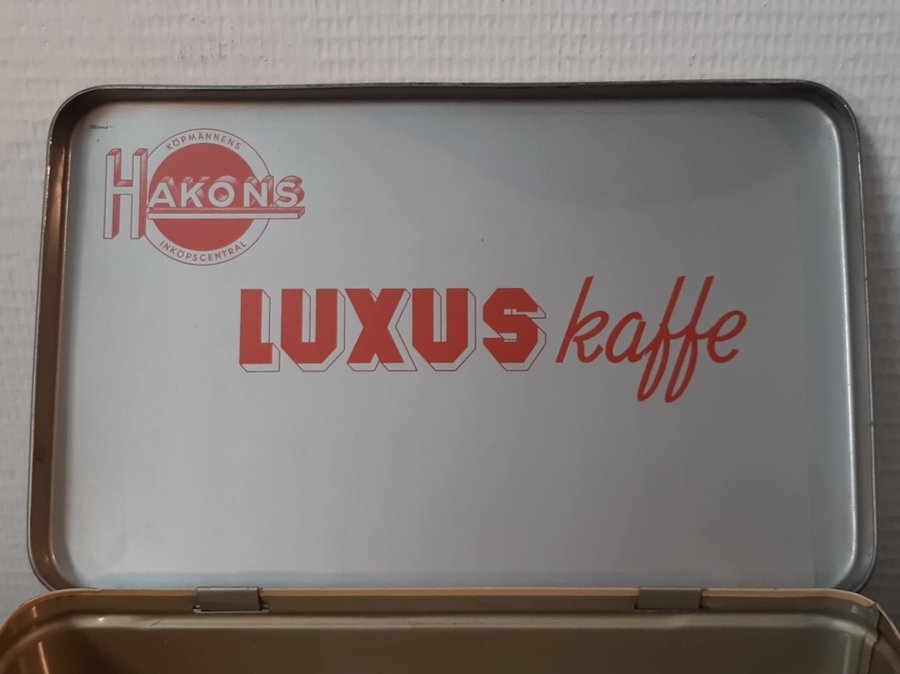 KÖPMÄNNENS
HAKONS
INKÖPSCENTRAL
LUXUS kaffe